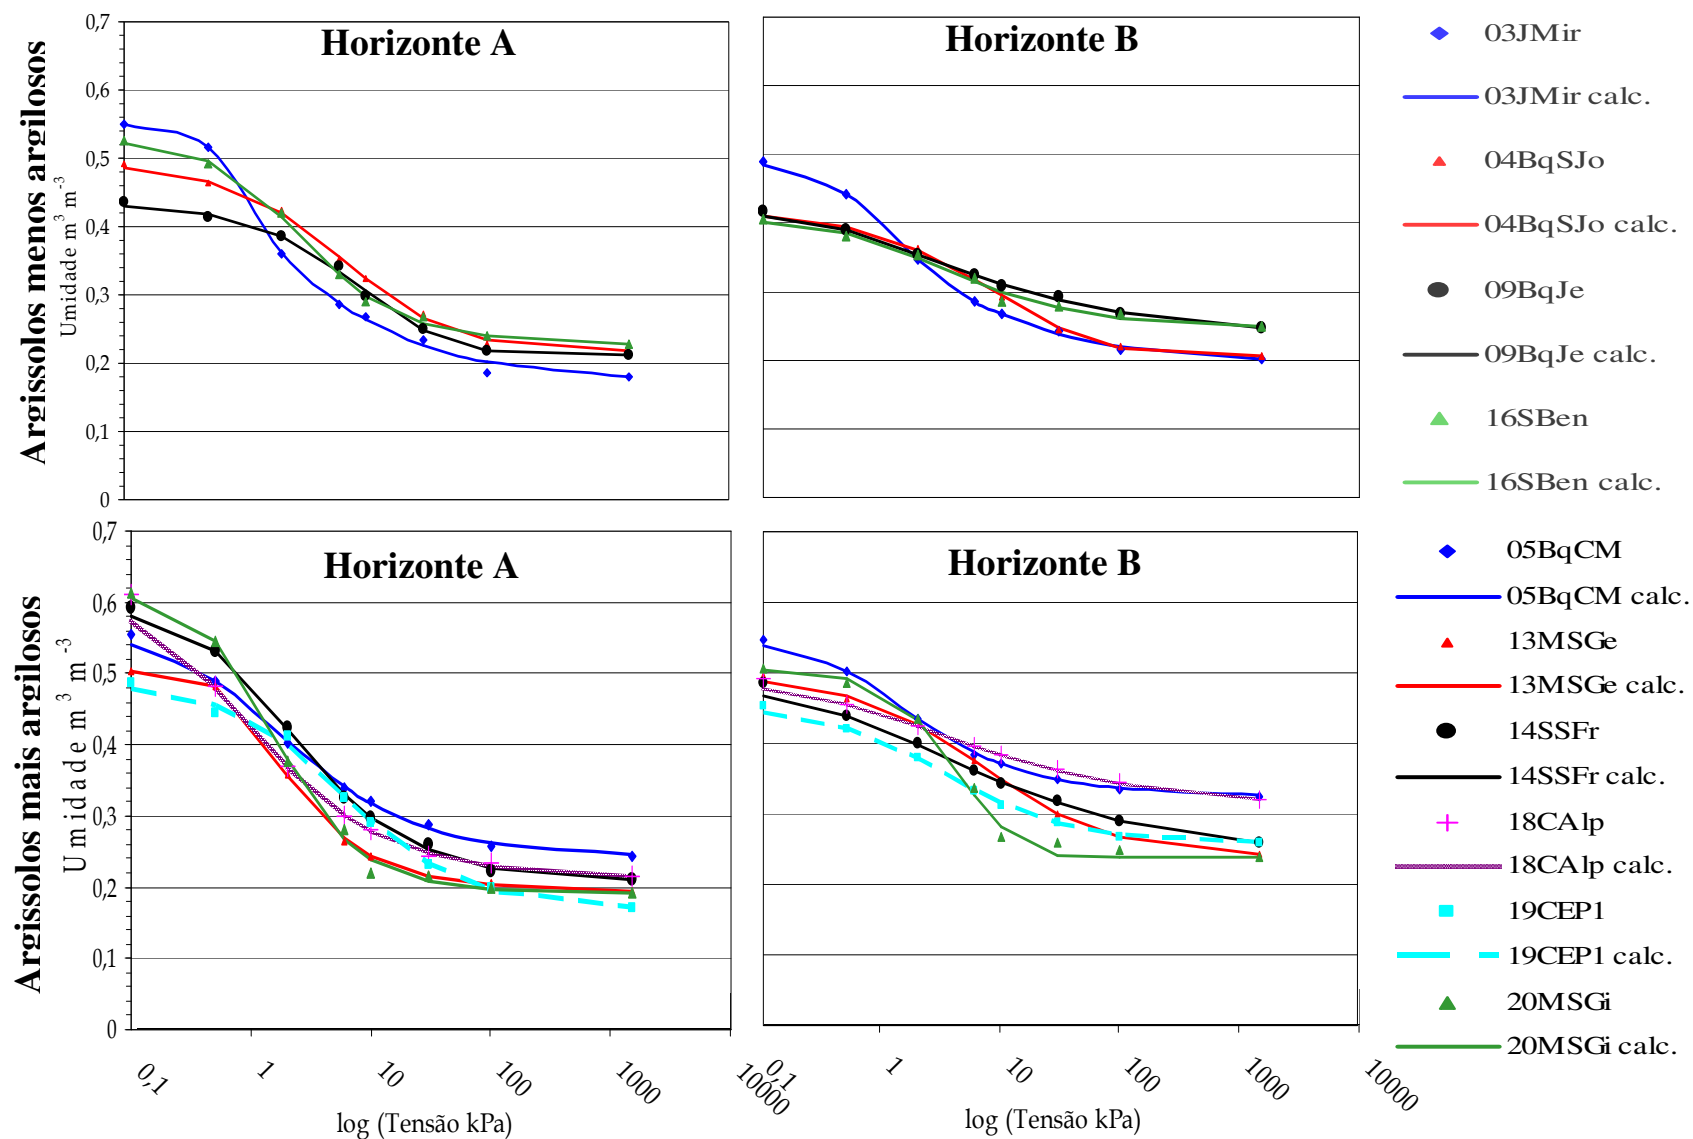 Argissolos menos argilosos
Umidade m³ m⁻³
0,7
0,6
0,5
0,4
0,3
0,2
0,1
0
Horizonte A
Horizonte B
03JMir
03JMir calc.
04BqSJo
04BqSJo calc.
09BqJe
09BqJe calc.
16SBen
16SBen calc.
Argissolos mais argilosos
Umidade m³ m⁻³
0,7
0,6
0,5
0,4
0,3
0,2
0,1
0
Horizonte A
0,1
1
10
100
1000
10000
log (Tensão kPa)
Horizonte B
0,1
1
10
100
1000
10000
log (Tensão kPa)
05BqCM
05BqCM calc.
13MSGe
13MSGe calc.
14SSFr
14SSFr calc.
18CAlp
18CAlp calc.
19CEP1
19CEP1 calc.
20MSGi
20MSGi calc.